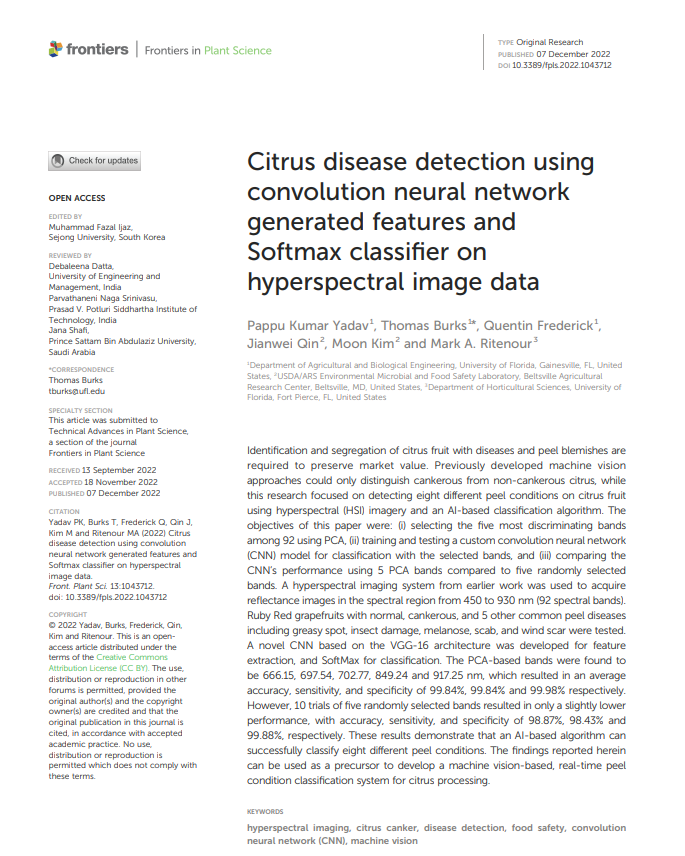 frontiers | Frontiers in Plant Science
TYPE Original Research
PUBLISHED 07 December 2022
DOI 10.3389/fpls.2022.1043712
Check for updates
OPEN ACCESS
EDITED BY
Muhammad Fazal Ijaz,
Sejong University, South Korea
REVIEWED BY
Debaleena Datta,
University of Engineering and
Management, India
Parvathaneni Naga Srinivasu,
Prasad V. Potluri Siddhartha Institute of
Technology, India
Jana Shafi,
Prince Sattam Bin Abdulaziz University,
Saudi Arabia
*CORRESPONDENCE
Thomas Burks
tburks@ufl.edu
SPECIALTY SECTION
This article was submitted to
Technical Advances in Plant Science,
a section of the journal
Frontiers in Plant Science
RECEIVED 13 September 2022
ACCEPTED 18 November 2022
PUBLISHED 07 December 2022
CITATION
Yadav PK, Burks T, Frederick Q, Qin J,
Kim M and Ritenour MA (2022) Citrus
disease detection using convolution
neural network generated features and
Softmax classifier on hyperspectral
image data.
Front. Plant Sci. 13:1043712.
doi: 10.3389/fpls.2022.1043712
COPYRIGHT
© 2022 Yadav, Burks, Frederick, Qin,
Kim and Ritenour. This is an open-
access article distributed under the
terms of the Creative Commons
Attribution License (CC BY). The use,
distribution or reproduction in other
forums is permitted, provided the
original author(s) and the copyright
owner(s) are credited and that the
original publication in this journal is
cited, in accordance with accepted
academic practice. No use,
distribution or reproduction is
permitted which does not comply with
these terms.
Citrus disease detection using
convolution neural network
generated features and
Softmax classifier on
hyperspectral image data
Pappu Kumar Yadav1, Thomas Burks1*, Quentin Frederick1,
Jianwei Qin2, Moon Kim2 and Mark A. Ritenour3
1Department of Agricultural and Biological Engineering, University of Florida, Gainesville, FL, United
States, 2USDA/ARS Environmental Microbial and Food Safety Laboratory, Beltsville Agricultural
Research Center, Beltsville, MD, United States, 3Department of Horticultural Sciences, University of
Florida, Fort Pierce, FL, United States
Identification and segregation of citrus fruit with diseases and peel blemishes are
required to preserve market value. Previously developed machine vision
approaches could only distinguish cankerous from non-cankerous citrus, while
this research focused on detecting eight different peel conditions on citrus fruit
using hyperspectral (HSI) imagery and an AI-based classification algorithm. The
objectives of this paper were: (i) selecting the five most discriminating bands
among 92 using PCA, (ii) training and testing a custom convolution neural network
(CNN) model for classification with the selected bands, and (iii) comparing the
CNN's performance using 5 PCA bands compared to five randomly selected
bands. A hyperspectral imaging system from earlier work was used to acquire
reflectance images in the spectral region from 450 to 930 nm (92 spectral bands).
Ruby Red grapefruits with normal, cankerous, and 5 other common peel diseases
including greasy spot, insect damage, melanose, scab, and wind scar were tested.
A novel CNN based on the VGG-16 architecture was developed for feature
extraction, and SoftMax for classification. The PCA-based bands were found to
be 666.15, 697.54, 702.77, 849.24 and 917.25 nm, which resulted in an average
accuracy, sensitivity, and specificity of 99.84%, 99.84% and 99.98% respectively.
However, 10 trials of five randomly selected bands resulted in only a slightly lower
performance, with accuracy, sensitivity, and specificity of 98.87%, 98.43% and
99.88%, respectively. These results demonstrate that an AI-based algorithm can
successfully classify eight different peel conditions. The findings reported herein
can be used as a precursor to develop a machine vision-based, real-time peel
condition classification system for citrus processing.
KEYWORDS
hyperspectral imaging, citrus canker, disease detection, food safety, convolution
neural network (CNN), machine vision